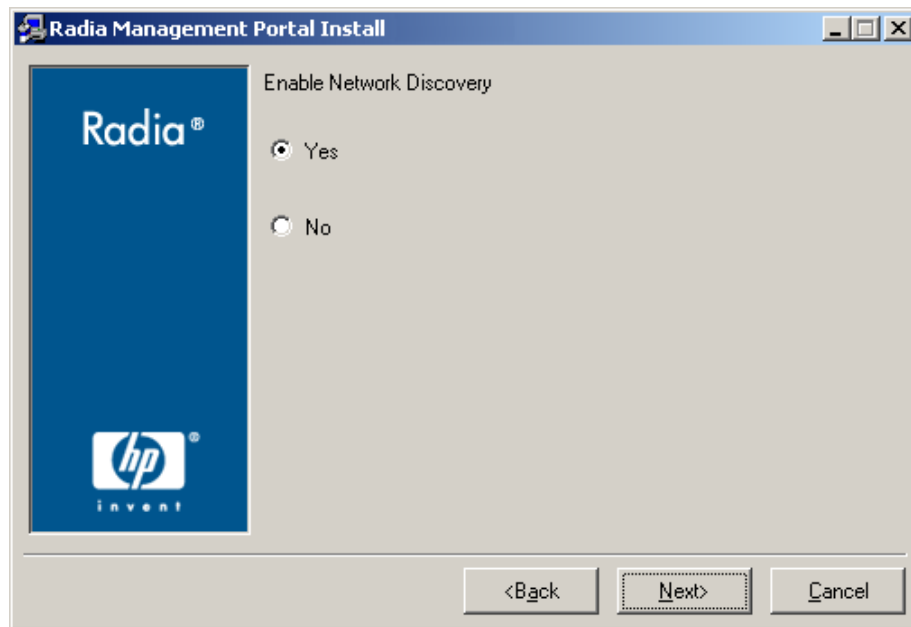 Radia Management Portal Install
Radia®
Enable Network Discovery
Yes
No
hp®
invent
<Back
Next>
Cancel